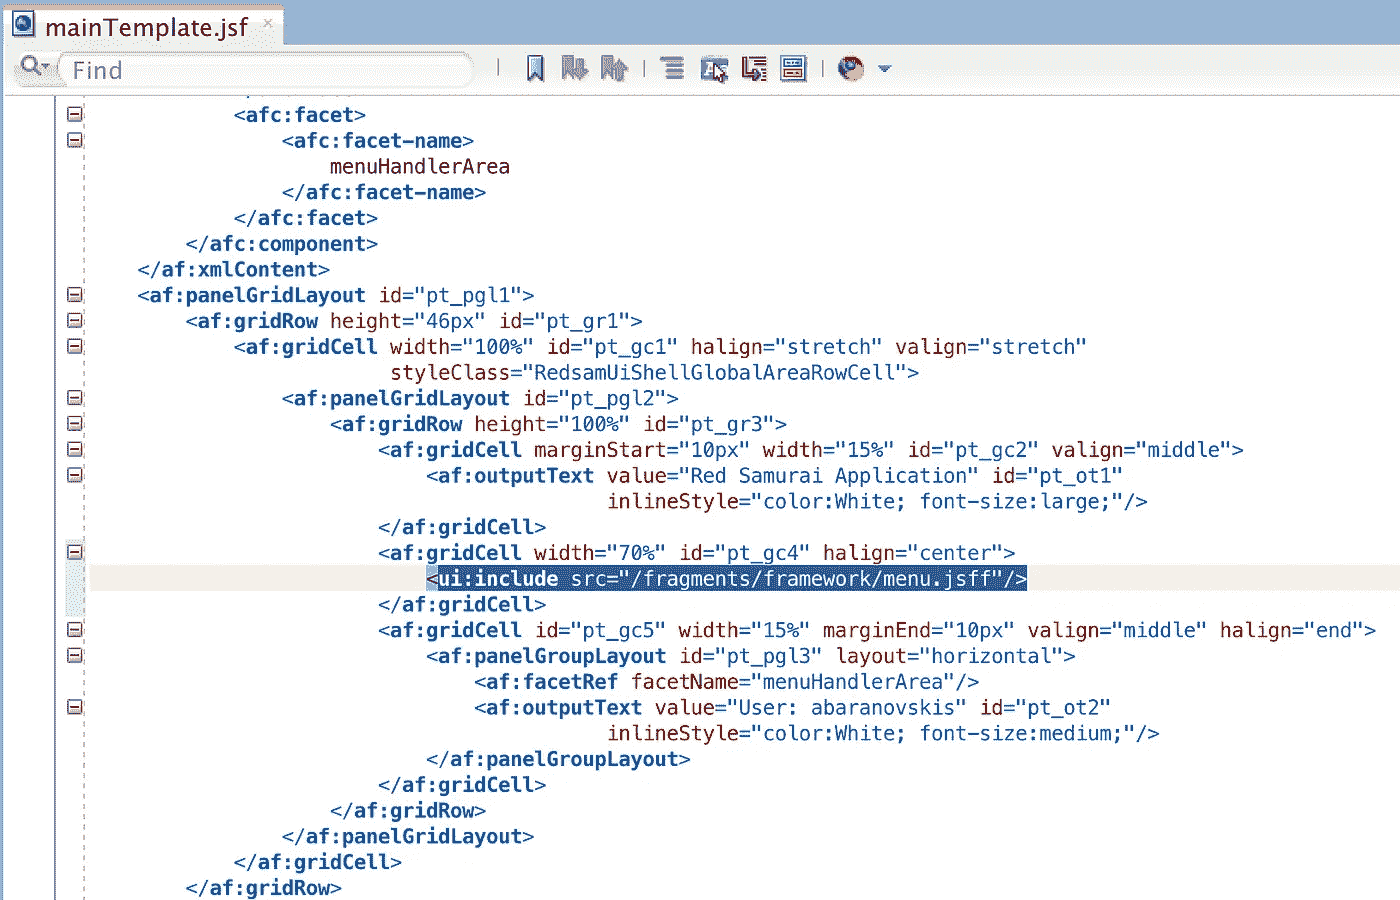 mainTemplate.jsf
Find
<afc:facet>
<afc:facet-name>
menuHandlerArea
</afc:facet-name>
</afc:facet>
</afc:component>
</af:xmlContent>
<af:panelGridLayout id="pt_pgl1">
<af:gridRow height="46px" id="pt_gr1">
<af:gridCell width="100%" id="pt_gc1" halign="stretch" valign="stretch"
styleClass="RedsamUiShellGlobalAreaRowCell">
<af:panelGridLayout id="pt_pgl2">
<af:gridRow height="100%" id="pt_gr3">
<af:gridCell marginStart="10px" width="15%" id="pt_gc2" valign="middle">
<af:outputText value="Red Samurai Application" id="pt_ot1"
inlineStyle="color:White; font-size:large;"/>
</af:gridCell>
<af:gridCell width="70%" id="pt_gc4" halign="center">
<ui:include src="/fragments/framework/menu.jsff"/>
</af:gridCell>
<af:gridCell id="pt_gc5" width="15%" marginEnd="10px" valign="middle" halign="end">
<af:panelGroupLayout id="pt_pgl3" layout="horizontal">
<af:facetRef facetName="menuHandlerArea"/>
<af:outputText value="User: abaranovskis" id="pt_ot2"
inlineStyle="color:White; font-size:medium;"/>
</af:panelGroupLayout>
</af:gridCell>
</af:gridRow>
</af:panelGridLayout>
</af:gridCell>
</af:gridRow>